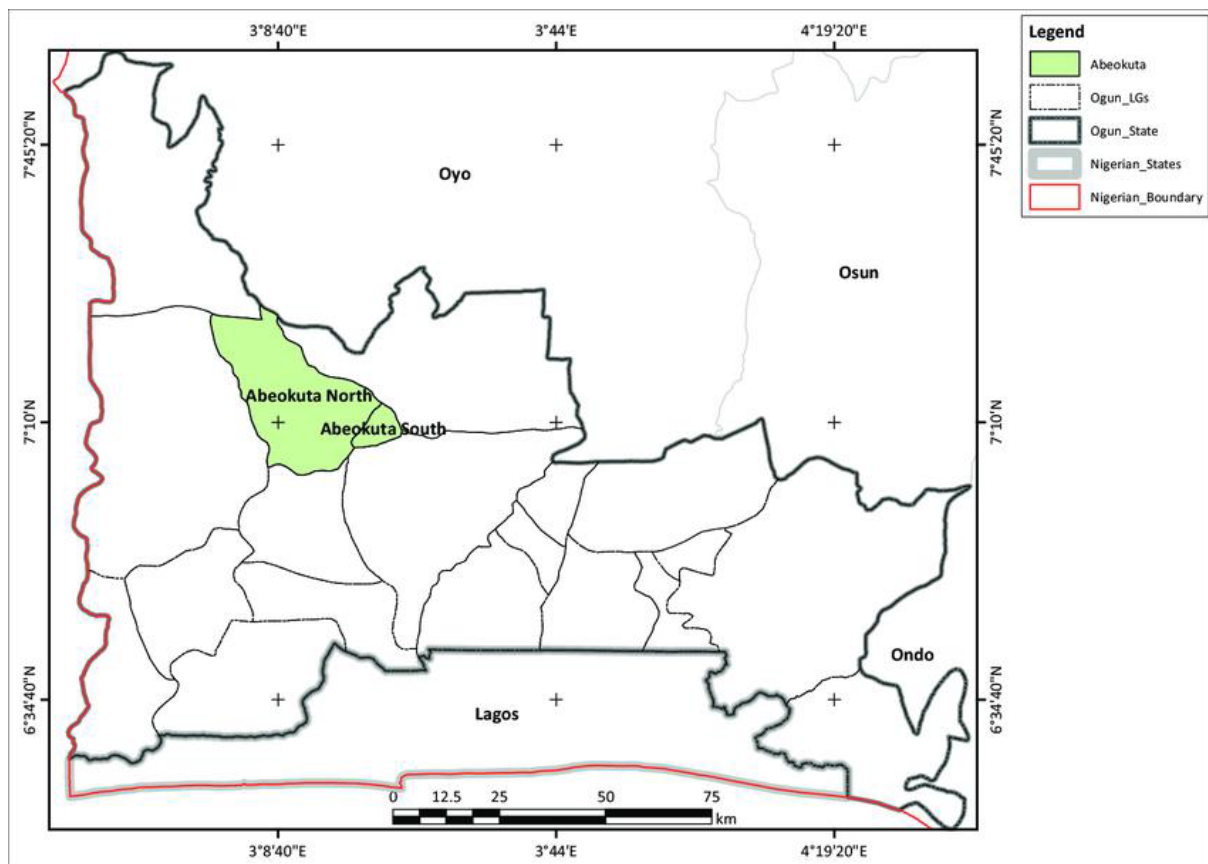 3°8'40"E
3°44'E
4°19'20"E
Legend
Abeokuta
Ogun_LGs
Ogun_State
Nigerian_States
Nigerian_Boundary
7°45'20"N
7°45'20"N
Oyo
Osun
Abeokuta North
Abeokuta South
7°10'N
7°10'N
Ondo
6°34'40"N
6°34'40"N
Lagos
0 12.5 25 50 75
km
3°8'40"E
3°44'E
4°19'20"E